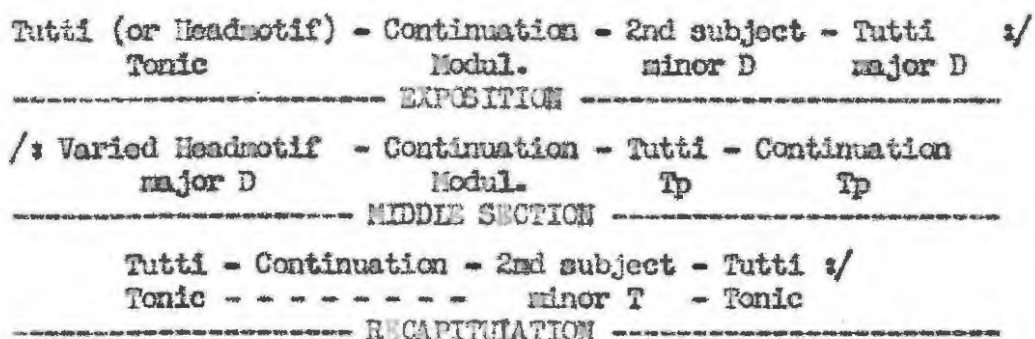 Tutti (or Headmotif) - Continuation - 2nd subject - Tutti :/
Tonic Modul. minor D major D
---------------------- EXPOSITION -------------------------
/: Varied Headmotif - Continuation - Tutti - Continuation
major D Modul. Tp Tp
-------------------- MIDDLE SECTION -----------------------
Tutti - Continuation - 2nd subject - Tutti :/
Tonic - - - - - - - - minor T - Tonic
-------------------- RECAPITULATION -----------------------